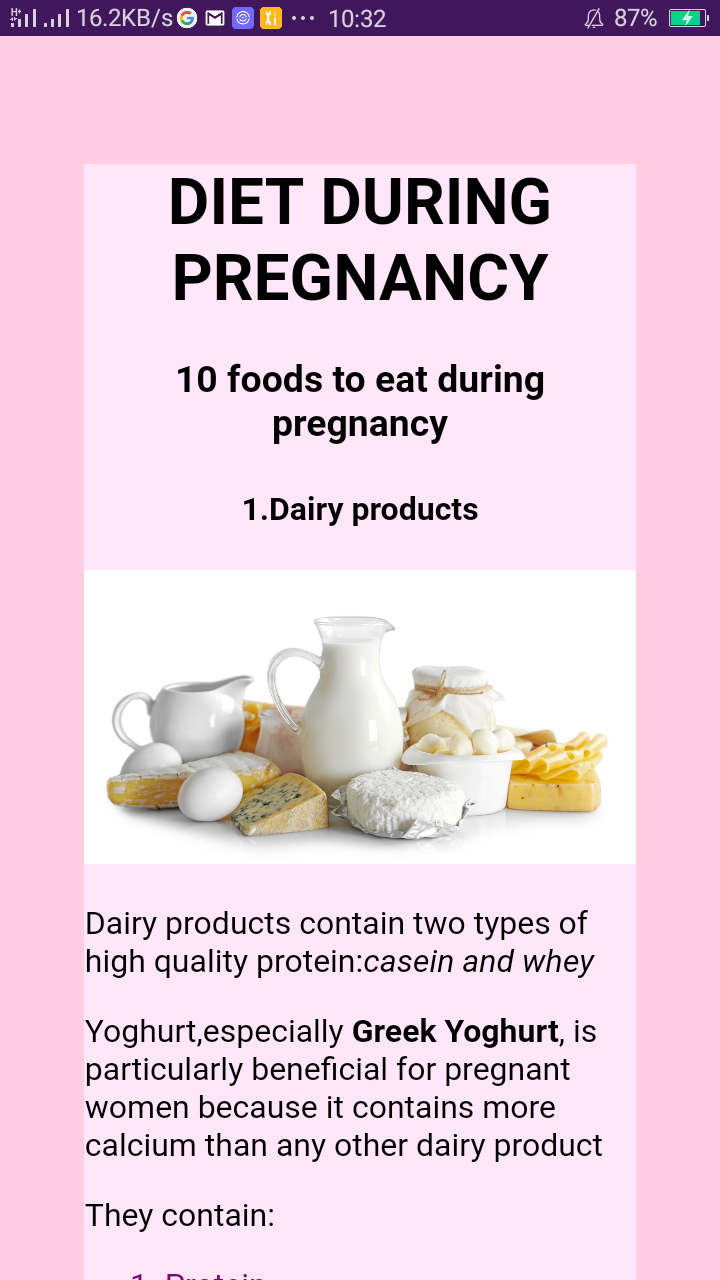 16.2KB/s 10:32 87%
DIET DURING
PREGNANCY
10 foods to eat during
pregnancy
1.Dairy products
Dairy products contain two types of
high quality protein:casein and whey
Yoghurt,especially Greek Yoghurt, is
particularly beneficial for pregnant
women because it contains more
calcium than any other dairy product
They contain:
1. Protein